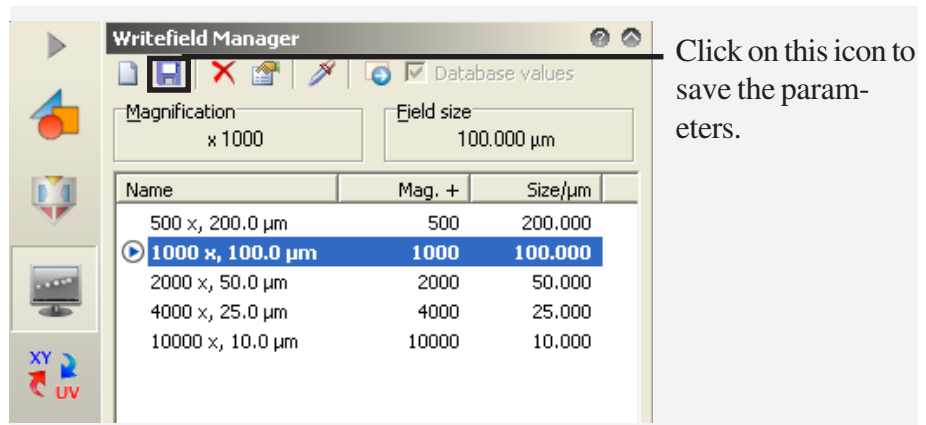 Writefield Manager
Click on this icon to
save the param-
eters.
Database values
Magnification
x 1000
Field size
100.000 µm
Name Mag. + Size/µm
500 x, 200.0 µm 500 200.000
1000 x, 100.0 µm 1000 100.000
2000 x, 50.0 µm 2000 50.000
4000 x, 25.0 µm 4000 25.000
10000 x, 10.0 µm 10000 10.000
XY
UV